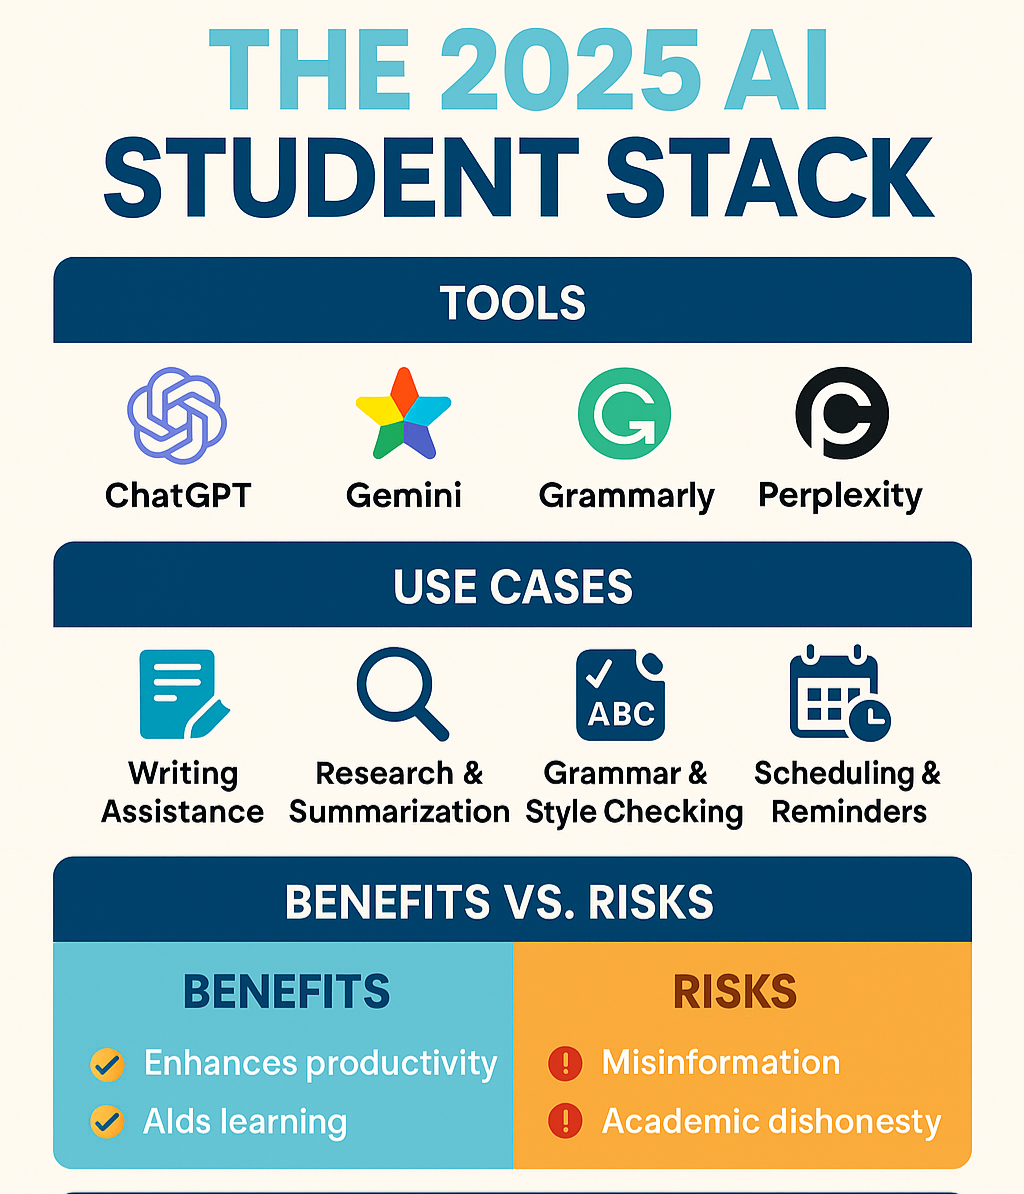 THE 2025 AI
STUDENT STACK
TOOLS
ChatGPT
Gemini
Grammarly
Perplexity
USE CASES
ABC
Writing
Assistance
Research &
Summarization
Grammar &
Style Checking
Scheduling &
Reminders
BENEFITS VS. RISKS
BENEFITS
Enhances productivity
Alds learning
RISKS
Misinformation
Academic dishonesty